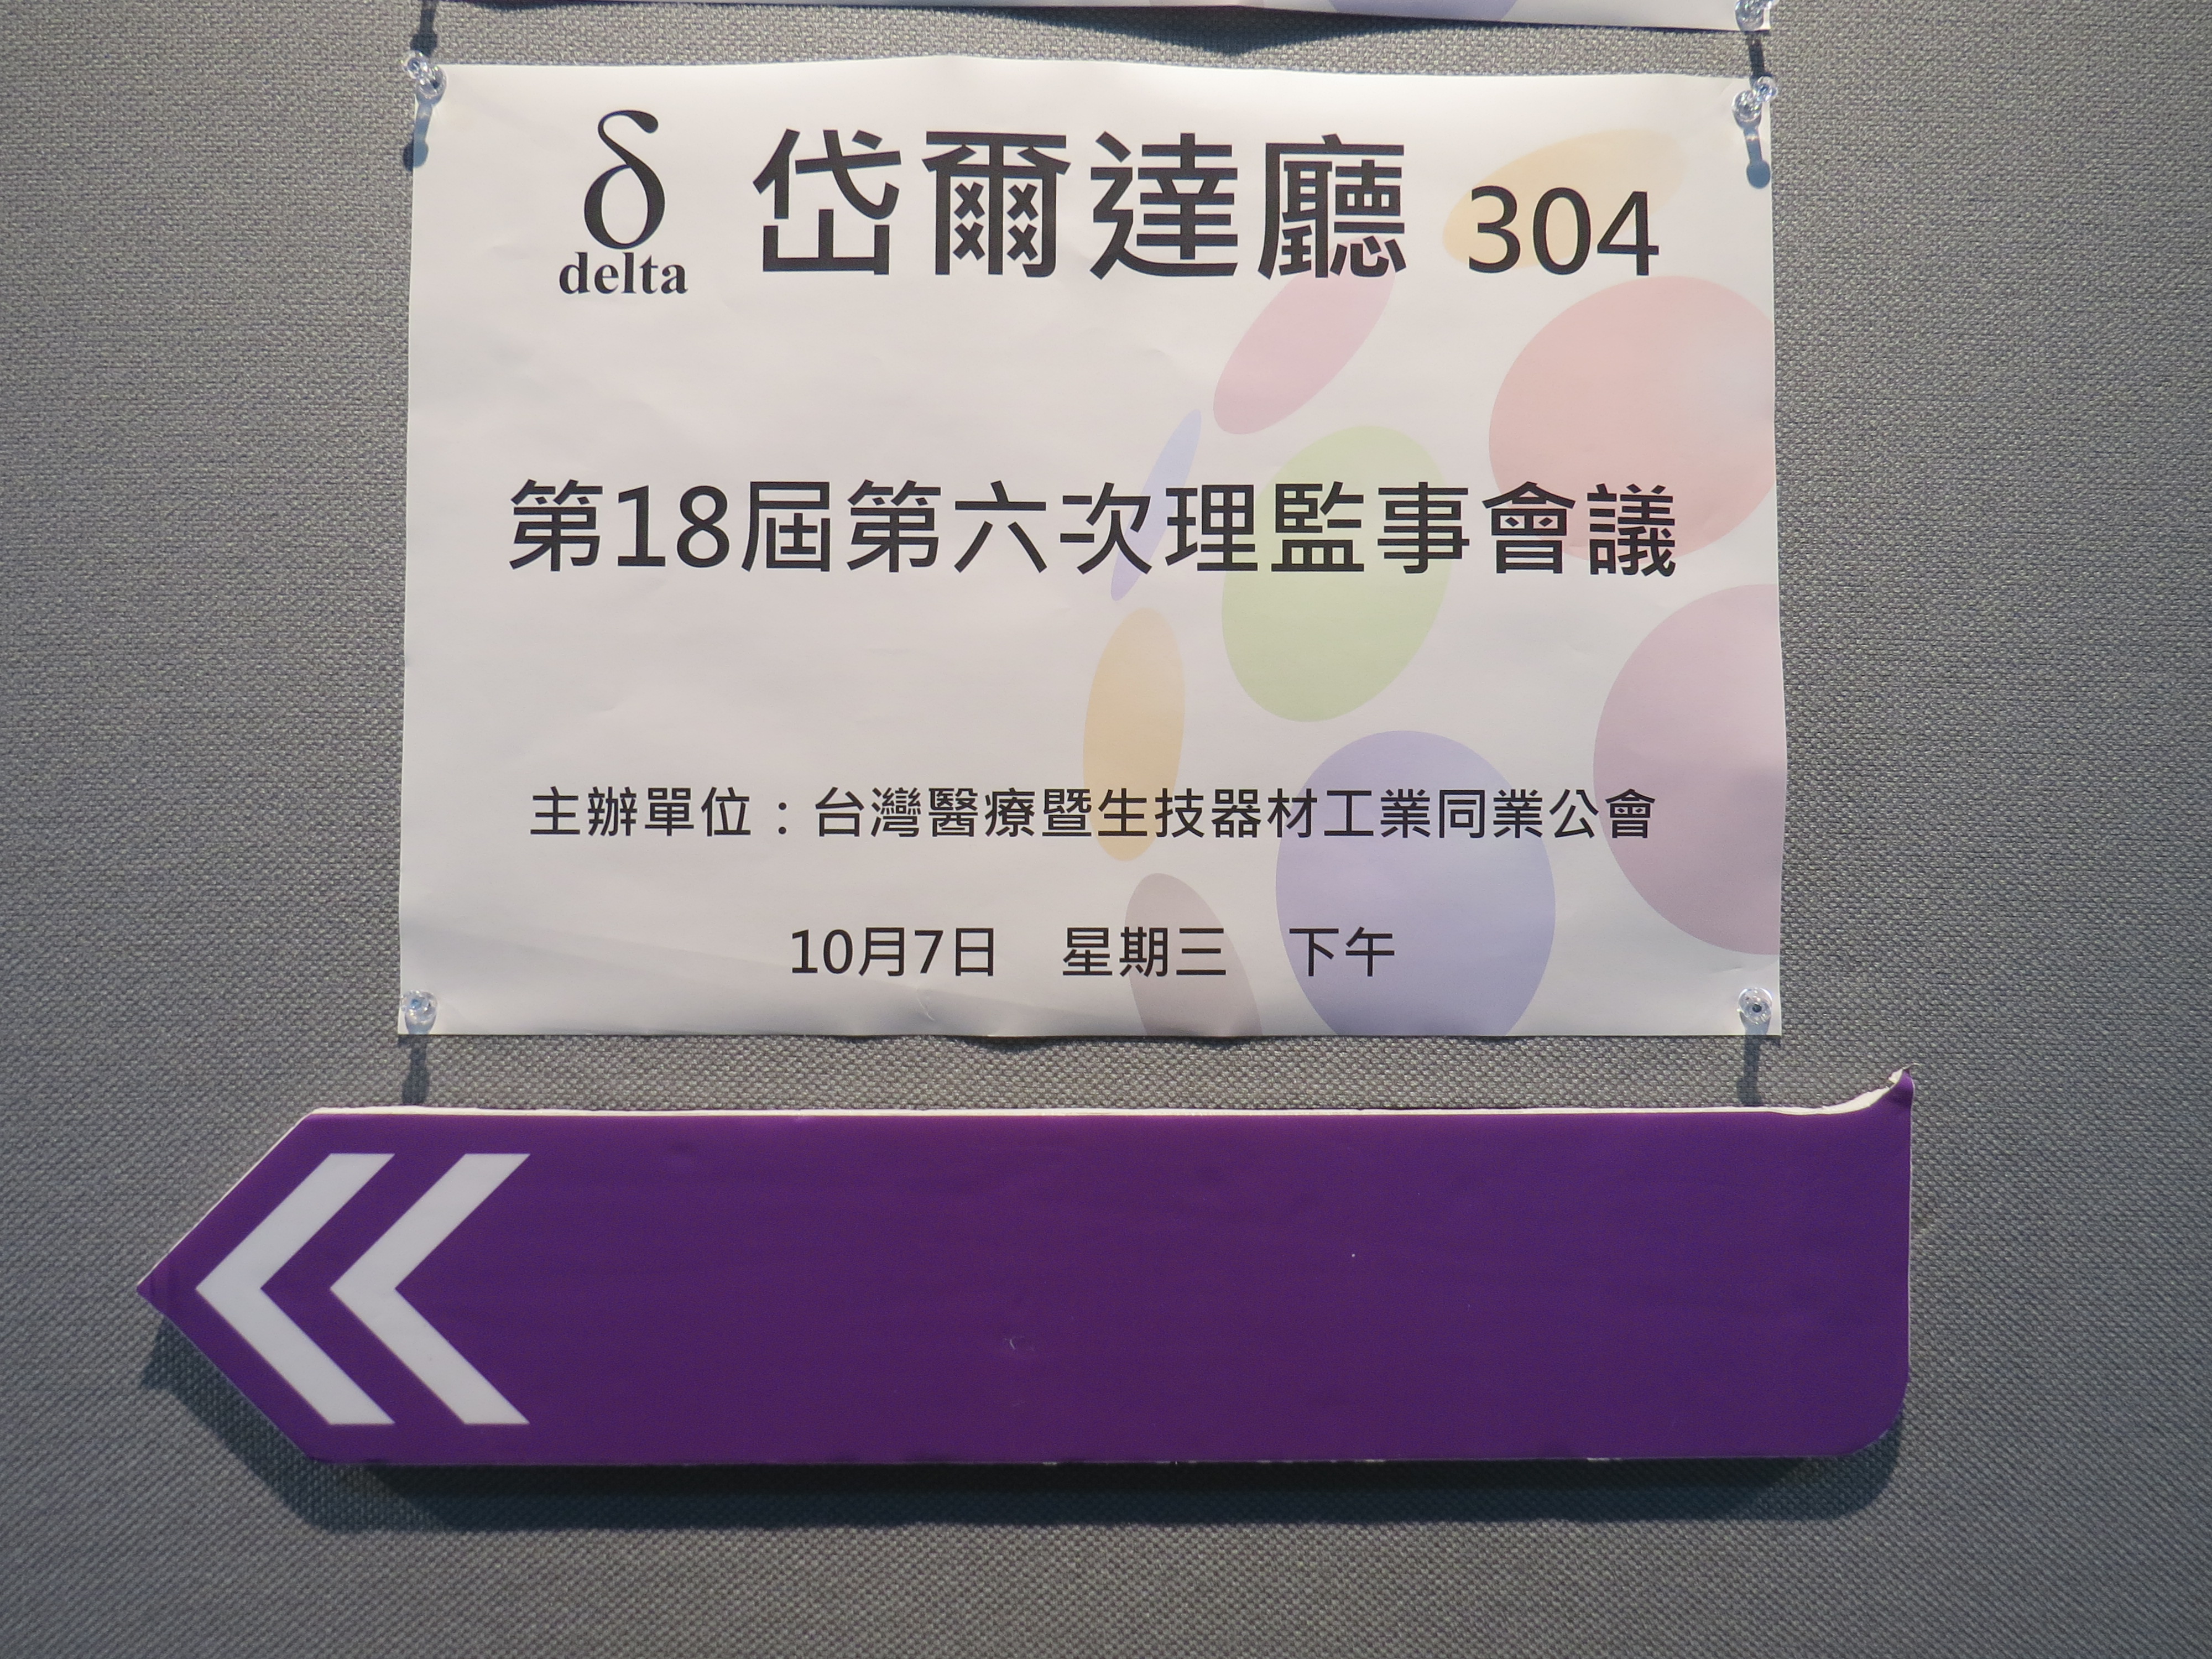 δ
delta
岱爾達廳 304
第18屆第六次理監事會議
主辦單位：台灣醫療暨生技器材工業同業公會
10月7日 星期三 下午